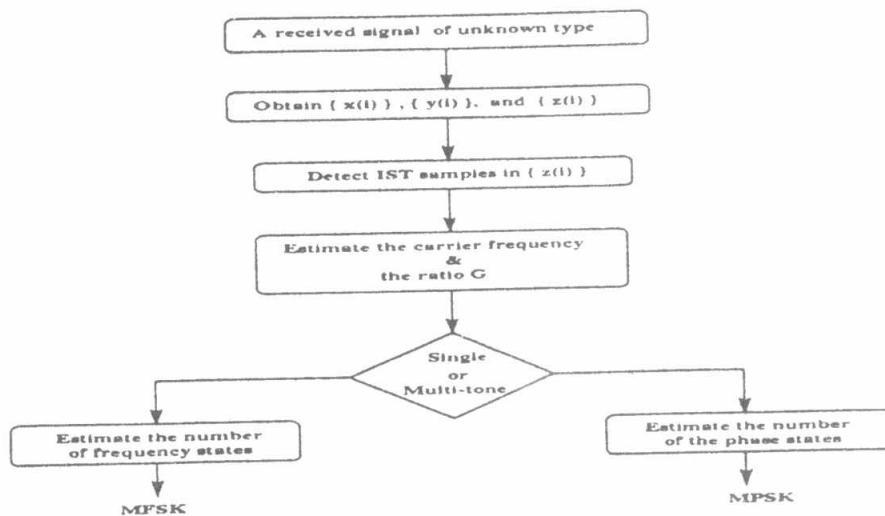 A received signal of unknown type
Obtain { x(i) } , { y(i) }, and { z(i) }
Detect IST samples in { z(i) }
Estimate the carrier frequency
&
the ratio G
Single
or
Multi-tone
Estimate the number
of frequency states
Estimate the number
of the phase states
MFSK
MPSK